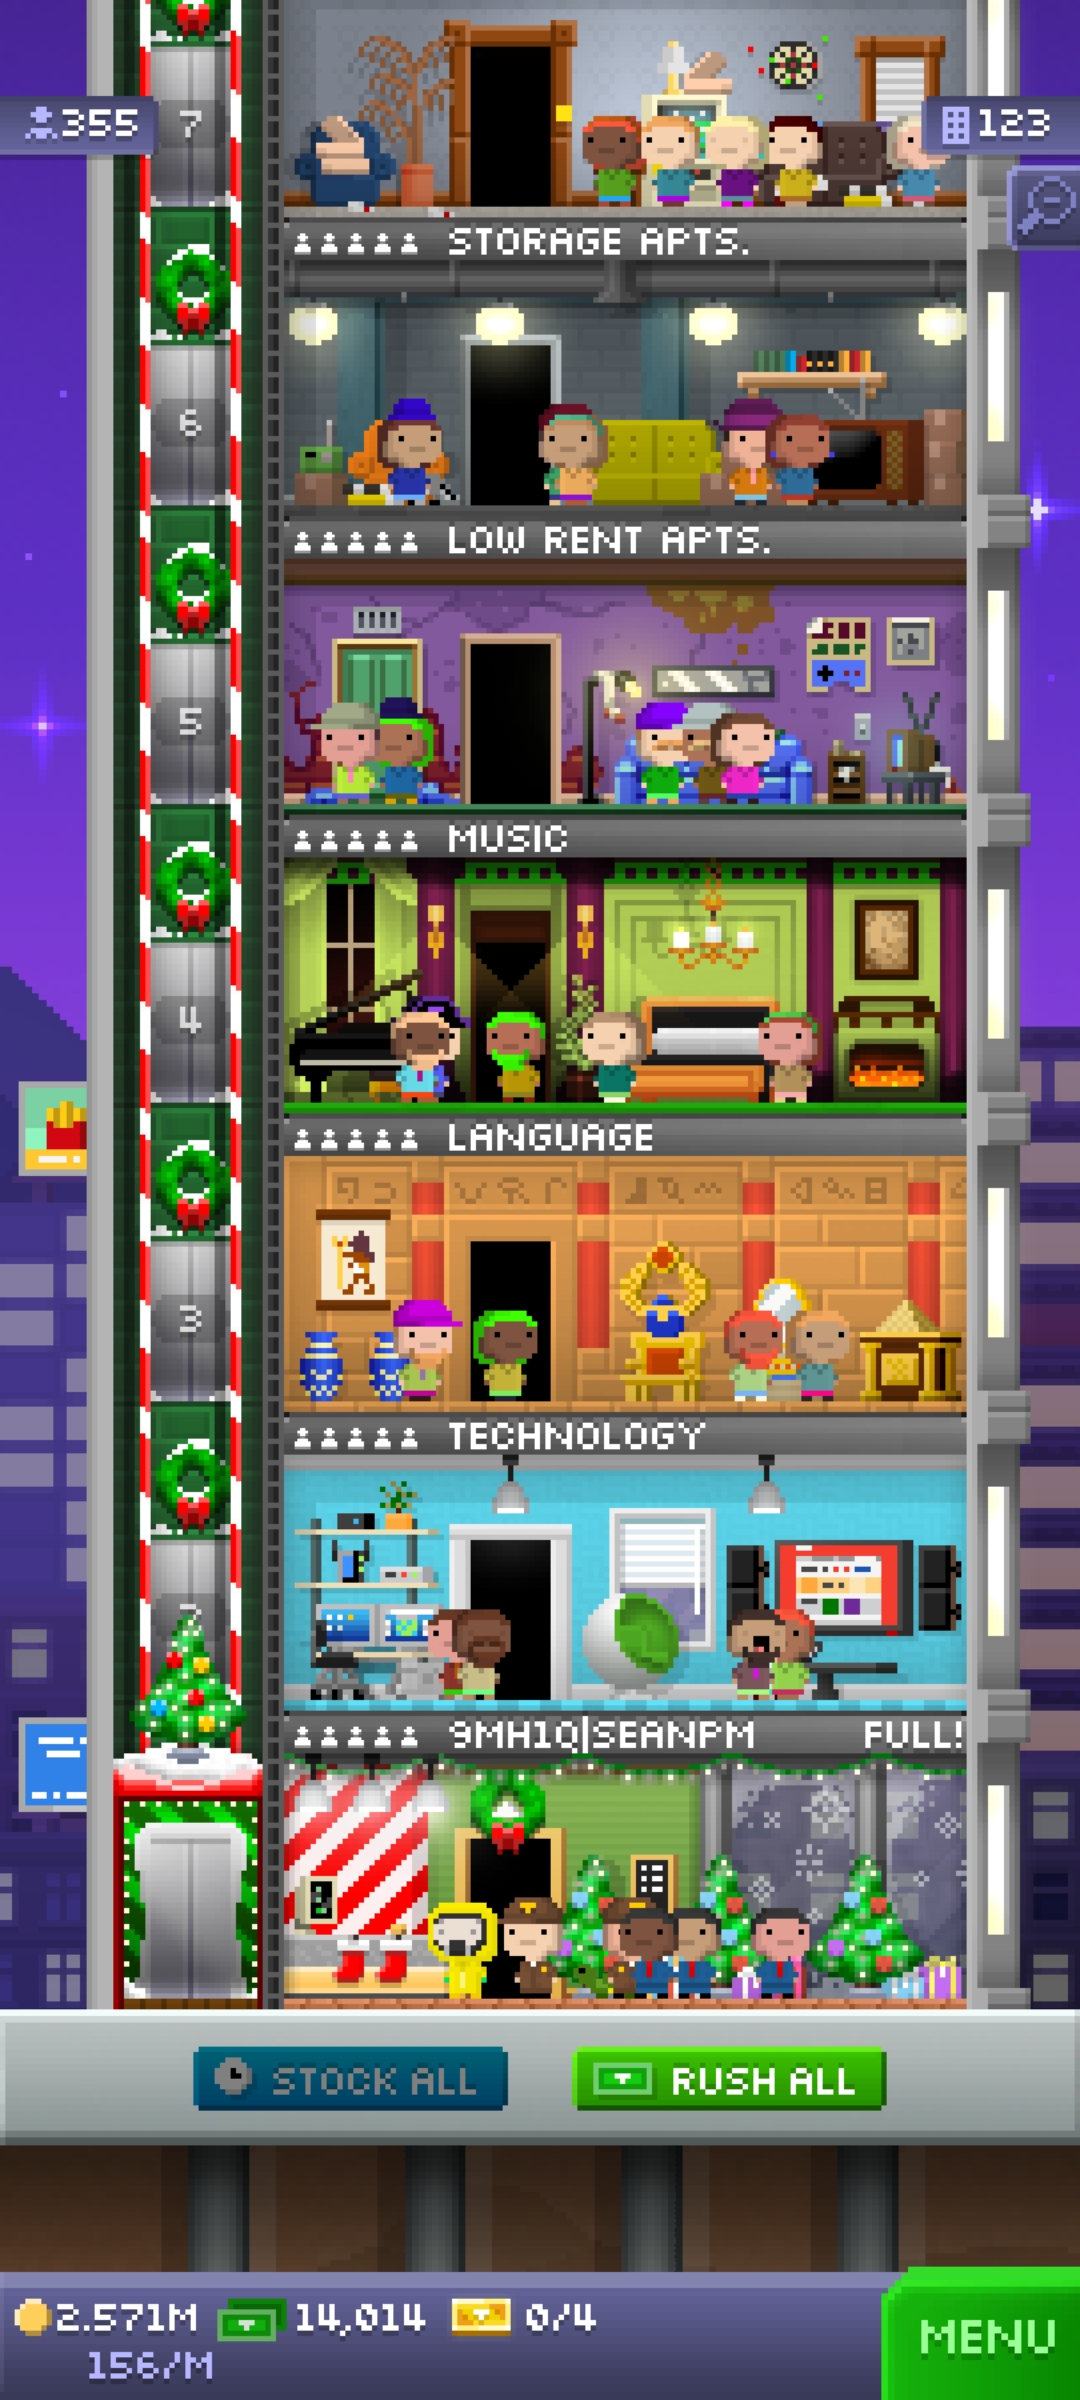 7
355
123
STORAGE APTS.
6
LOW RENT APTS.
5
MUSIC
4
LANGUAGE
3
TECHNOLOGY
9MH1Q|SEANPM FULL!
STOCK ALL
RUSH ALL
2.571M 14,014 0/4
156/M
MENU